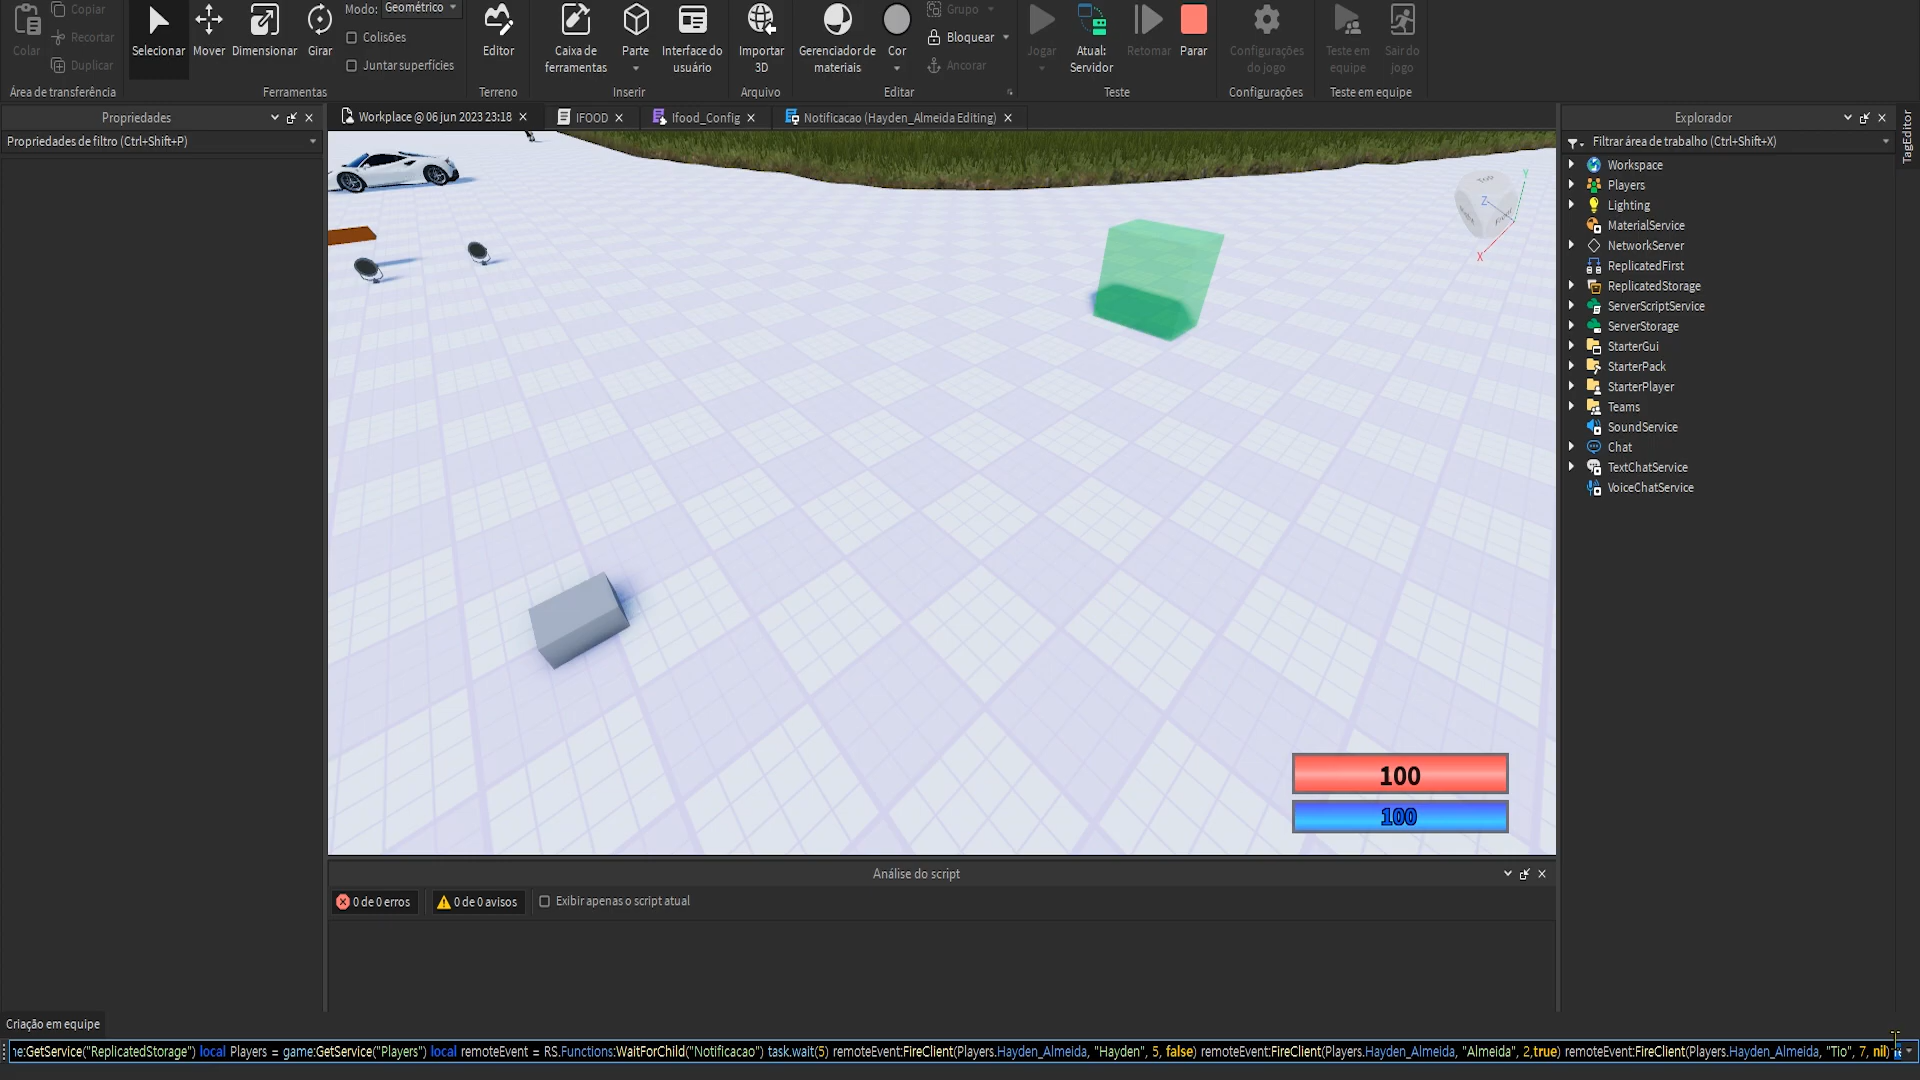 Colar
Copiar
Recortar
Duplicar
Área de transferência
Selecionar
Mover
Dimensionar
Girar
Modo: Geométrico
Colisões
Juntar superfícies
Ferramentas
Editor
Terreno
Caixa de ferramentas
Parte
Interface do usuário
Inserir
Importar 3D
Arquivo
Gerenciador de materiais
Cor
Grupo
Bloquear
Ancorar
Editar
Jogar
Atual: Servidor
Retomar
Parar
Teste
Configurações do jogo
Configurações
Teste em equipe
Sair do jogo
Teste em equipe
Propriedades
Propriedades de filtro (Ctrl+Shift+P)
Workplace @ 06 jun 2023 23:18
IFOOD
Ifood_Config
Notificacao (Hayden_Almeida Editing)
Top
Z
Y
X
100
100
Explorador
TagEditor
Filtrar área de trabalho (Ctrl+Shift+X)
Workspace
Players
Lighting
MaterialService
NetworkServer
ReplicatedFirst
ReplicatedStorage
ServerScriptService
ServerStorage
StarterGui
StarterPack
StarterPlayer
Teams
SoundService
Chat
TextChatService
VoiceChatService
Análise do script
0 de 0 erros
0 de 0 avisos
Exibir apenas o script atual
Criação em equipe
ne:GetService("ReplicatedStorage") local Players = game:GetService("Players") local remoteEvent = RS.Functions:WaitForChild("Notificacao") task.wait(5) remoteEvent:FireClient(Players.Hayden_Almeida, "Hayden", 5, false) remoteEvent:FireClient(Players.Hayden_Almeida, "Almeida", 2,true) remoteEvent:FireClient(Players.Hayden_Almeida, "Tio", 7, nil)